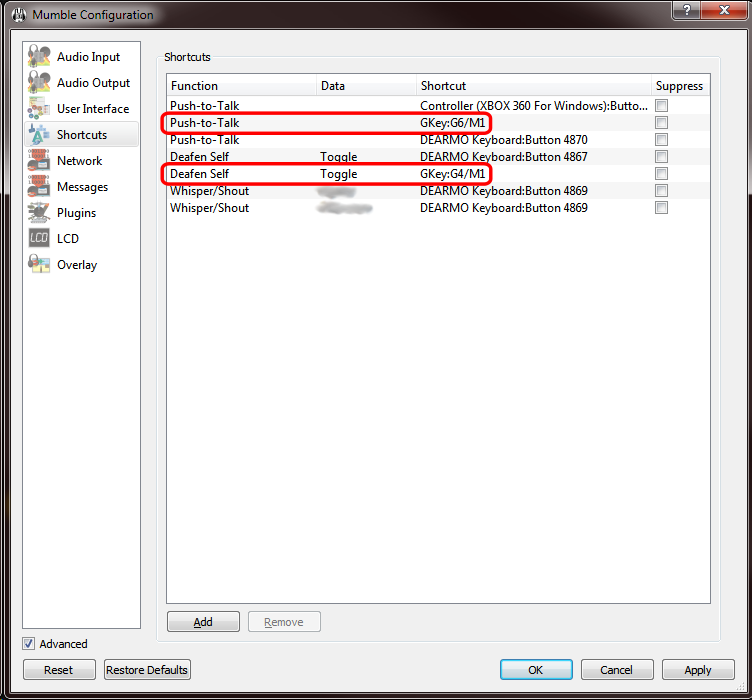 Mumble Configuration
?
Audio Input
Audio Output
User Interface
Shortcuts
Network
Messages
Plugins
LCD
LCD
Overlay
Shortcuts
Function Data Shortcut Suppress
Push-to-Talk Controller (XBOX 360 For Windows):Butto...
Push-to-Talk GKey:G6/M1
Push-to-Talk DEARMO Keyboard:Button 4870
Deafen Self Toggle DEARMO Keyboard:Button 4867
Deafen Self Toggle GKey:G4/M1
Whisper/Shout DEARMO Keyboard:Button 4869
Whisper/Shout DEARMO Keyboard:Button 4869
Add Remove
Advanced
Reset Restore Defaults OK Cancel Apply